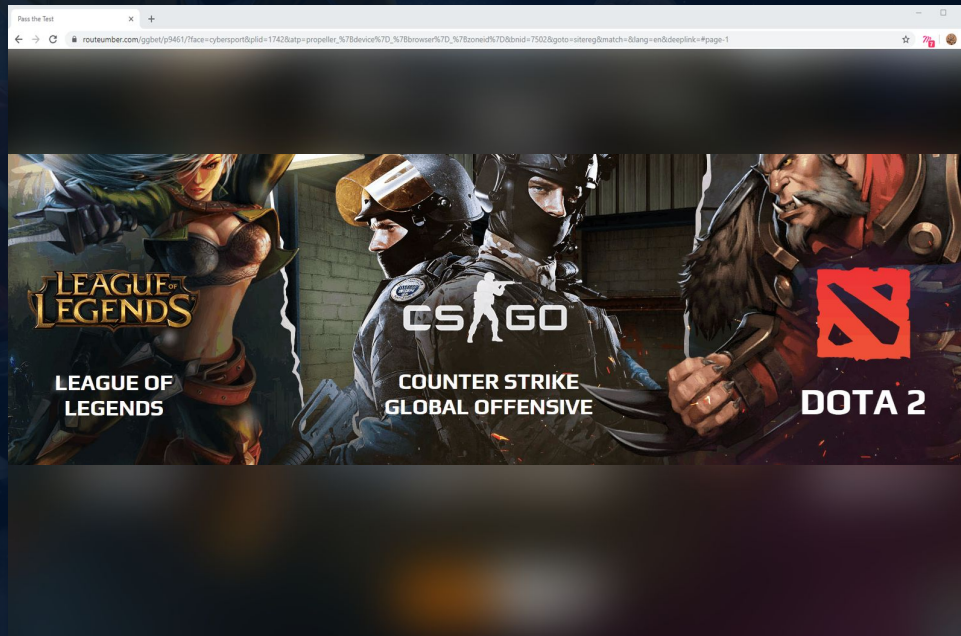 Pass the Test
routeumber.com/ggbet/p9461/?face=cybersport&plid=1742&atp=propeller_%7Bdevice%7D_%7Bbrowser%7D_%7Bzoneid%7D&bnid=7502&goto=sitereg&match=&lang=en&deeplink=#page-1
LEAGUE OF
LEGENDS
CS GO
LEAGUE OF
LEGENDS
COUNTER STRIKE
GLOBAL OFFENSIVE
DOTA 2